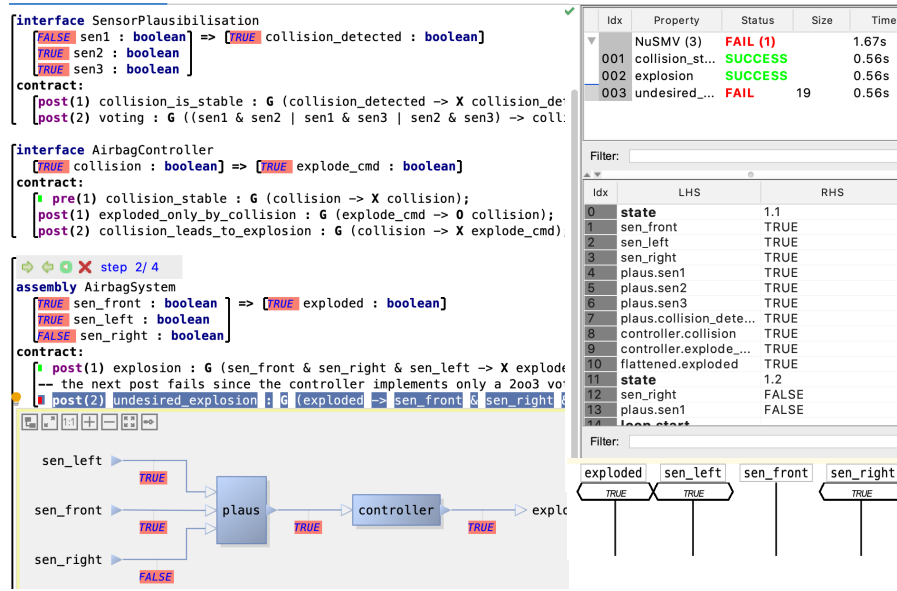 interface SensorPlausibilisation
FALSE sen1 : boolean => TRUE collision_detected : boolean
TRUE sen2 : boolean
TRUE sen3 : boolean
contract:
post(1) collision_is_stable : G (collision_detected -> X collision_de
post(2) voting : G ((sen1 & sen2 | sen1 & sen3 | sen2 & sen3) -> coll
interface AirbagController
TRUE collision : boolean => TRUE explode_cmd : boolean
contract:
pre(1) collision_stable : G (collision -> X collision);
post(1) exploded_only_by_collision : G (explode_cmd -> O collision);
post(2) collision_leads_to_explosion : G (collision -> X explode_cmd)
step 2/ 4
assembly AirbagSystem
TRUE sen_front : boolean => TRUE exploded : boolean
TRUE sen_left : boolean
FALSE sen_right : boolean
contract:
post(1) explosion : G (sen_front & sen_right & sen_left -> X explode
-- the next post fails since the controller implements only a 2oo3 vo
post(2) undesired_explosion : G (exploded -> sen_front & sen_right &
1:1
sen_left
TRUE
sen_front
TRUE
plaus
TRUE
controller
TRUE
explo
sen_right
FALSE
Idx Property Status Size Time
NuSMV (3) FAIL (1) 1.67s
001 collision_st... SUCCESS 0.56s
002 explosion SUCCESS 0.56s
003 undesired_... FAIL 19 0.56s
Filter:
Idx LHS RHS
0 state 1.1
1 sen_front TRUE
2 sen_left TRUE
3 sen_right TRUE
4 plaus.sen1 TRUE
5 plaus.sen2 TRUE
6 plaus.sen3 TRUE
7 plaus.collision_dete... TRUE
8 controller.collision TRUE
9 controller.explode_... TRUE
10 flattened.exploded TRUE
11 state 1.2
12 sen_right FALSE
13 plaus.sen1 FALSE
14 loop start
Filter:
exploded sen_left sen_front sen_right
TRUE TRUE TRUE